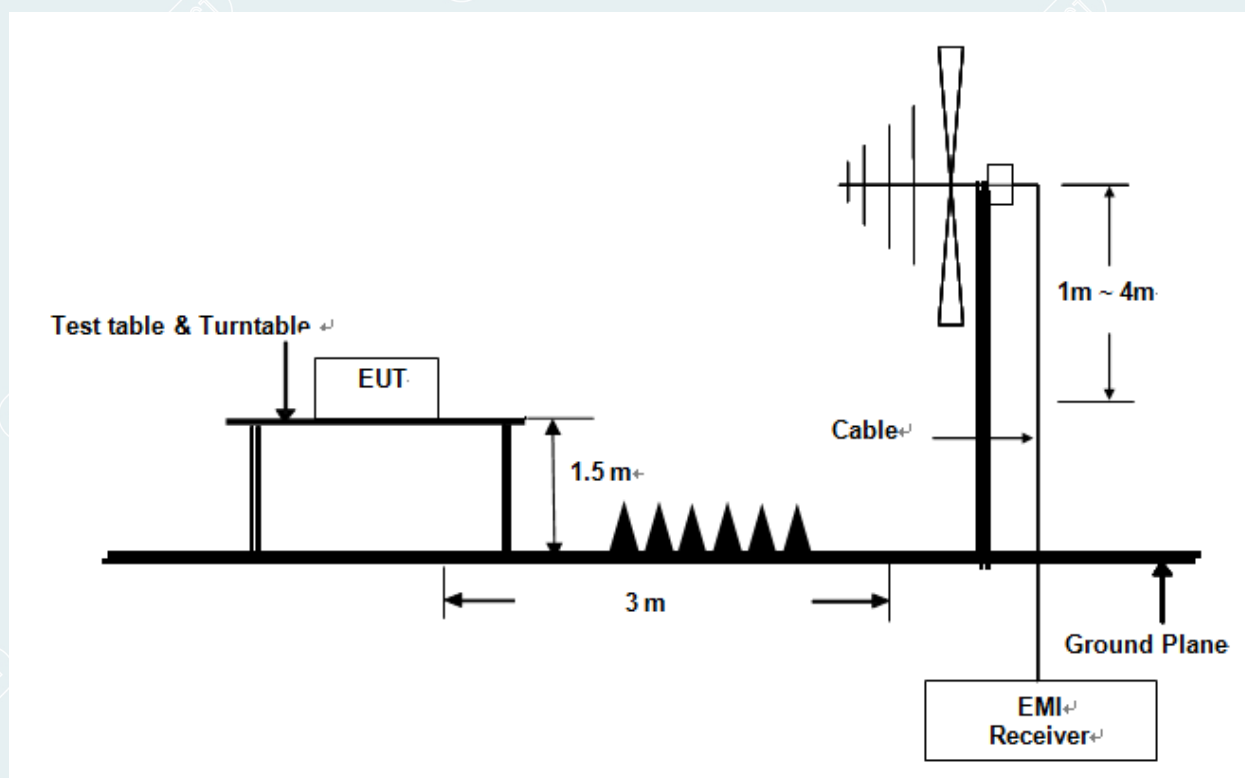 1m ~ 4m
Test table & Turntable
EUT
Cable
1.5 m
3 m
Ground Plane
EMI
Receiver